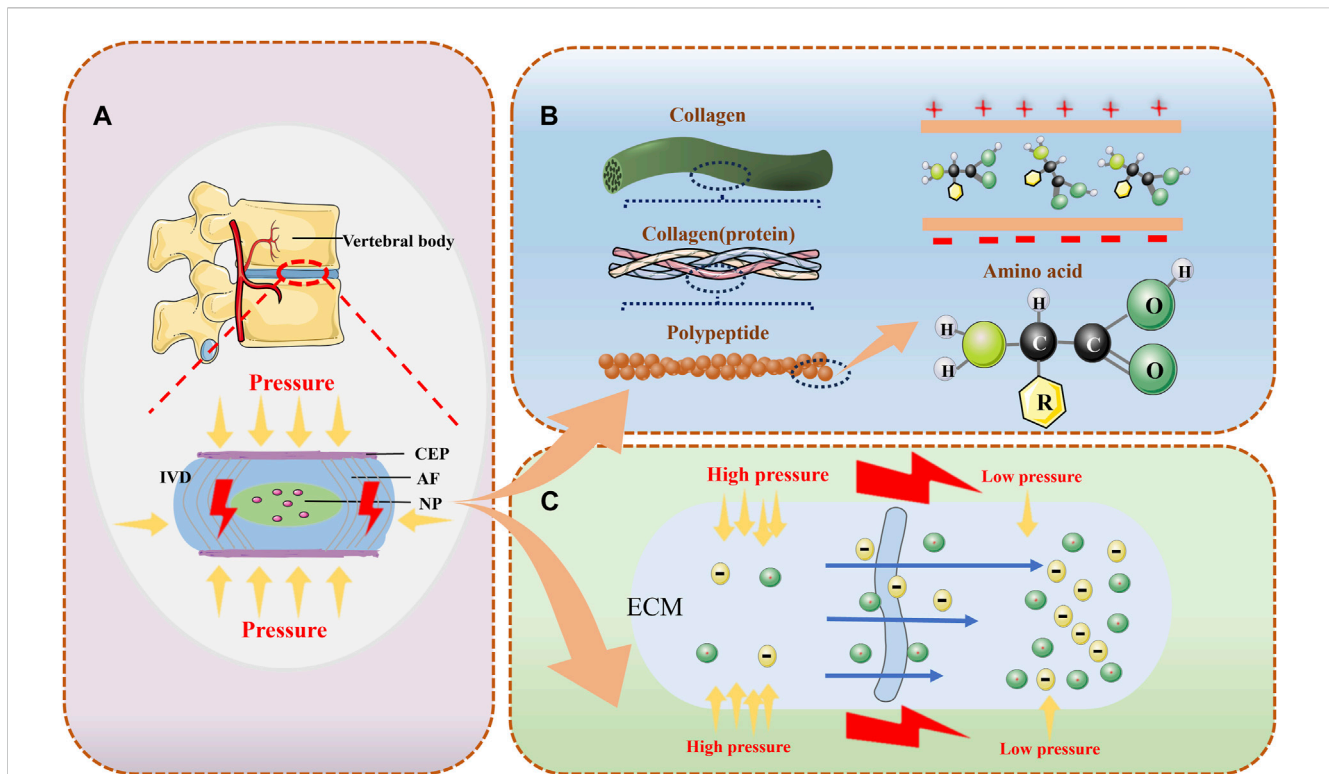 A
Vertebral body
Pressure
CEP
IVD
AF
NP
Pressure
B
Collagen
Collagen(protein)
Polypeptide
+ + + + + +
- - - - - -
Amino acid
H
H
O
H
C
C
H
O
R
C
High pressure
Low pressure
ECM
High pressure
Low pressure